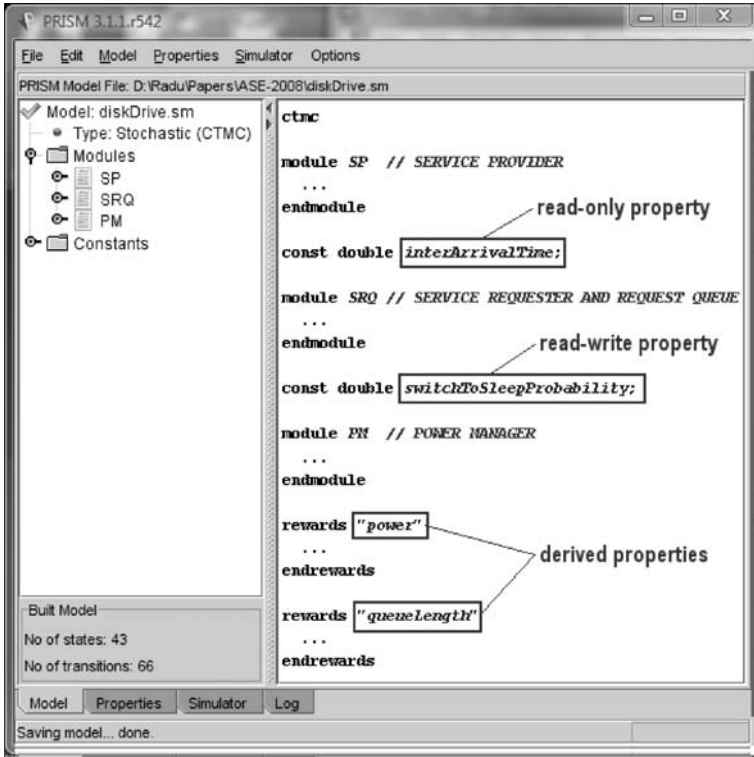 PRISM 3.1.1.r542
File Edit Model Properties Simulator Options
PRISM Model File: D:\Radu\Papers\ASE-2008\diskDrive.sm
Model: diskDrive.sm
Type: Stochastic (CTMC)
Modules
SP
SRQ
PM
Constants
Built Model
No of states: 43
No of transitions: 66
ctmc
module SP // SERVICE PROVIDER
...
endmodule
read-only property
const double interArrivalTime;
module SRQ // SERVICE REQUESTER AND REQUEST QUEUE
...
endmodule
read-write property
const double switchToSleepProbability;
module PM // POWER MANAGER
...
endmodule
rewards "power"
...
endrewards
derived properties
rewards "queueLength"
...
endrewards
Model Properties Simulator Log
Saving model... done.